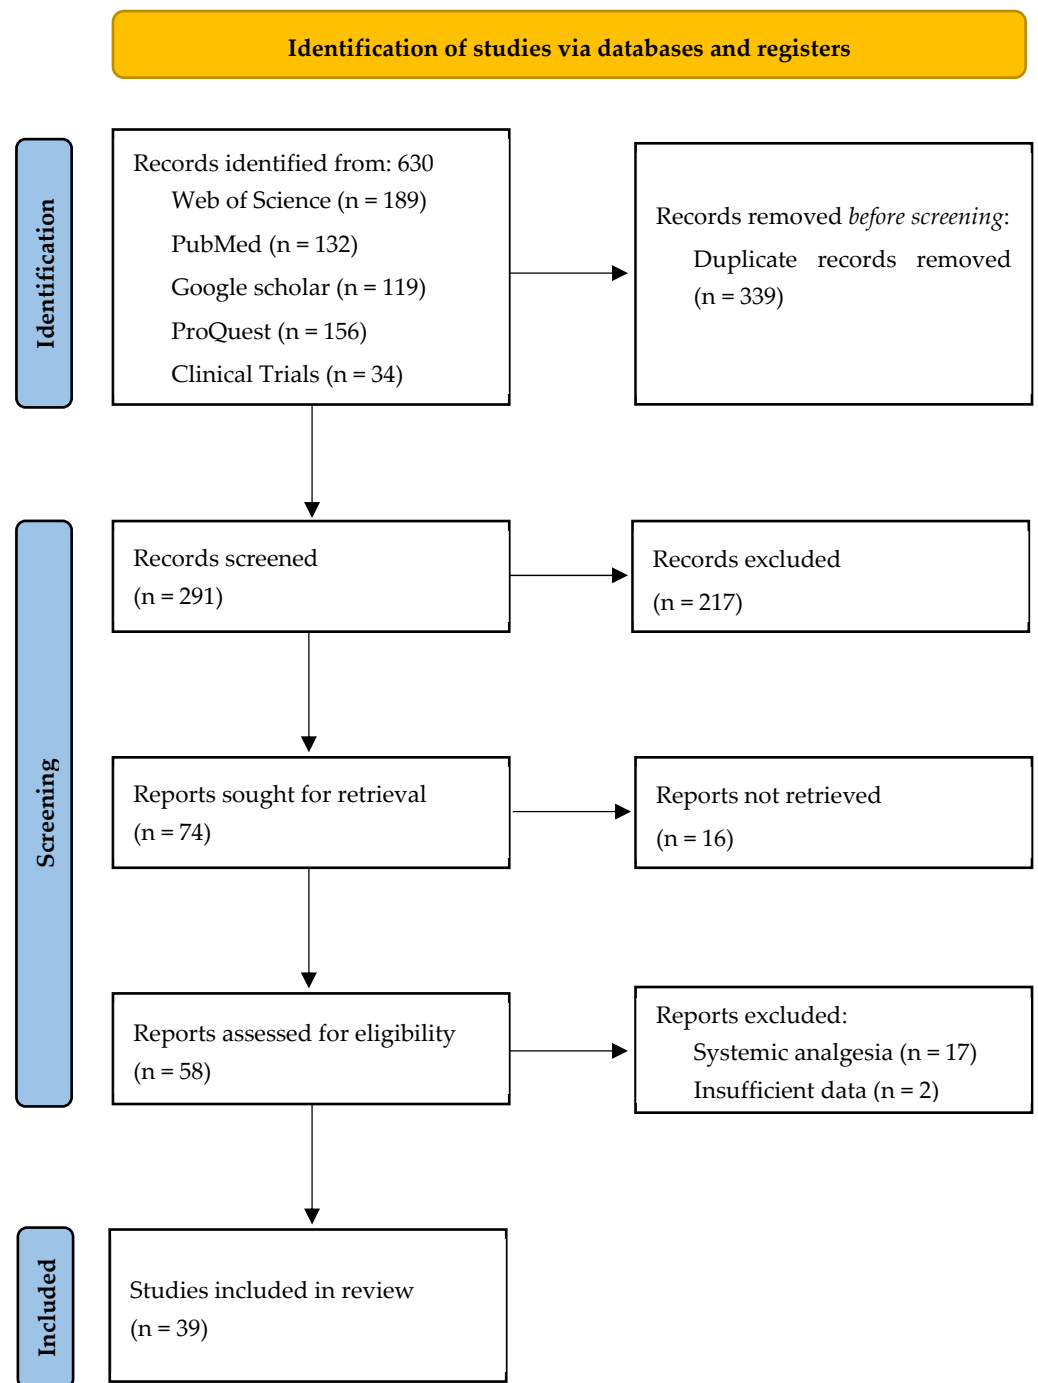 Identification of studies via databases and registers
Identification
Records identified from: 630
Web of Science (n = 189)
PubMed (n = 132)
Google scholar (n = 119)
ProQuest (n = 156)
Clinical Trials (n = 34)
Records removed before screening:
Duplicate records removed
(n = 339)
Screening
Records screened
(n = 291)
Records excluded
(n = 217)
Reports sought for retrieval
(n = 74)
Reports not retrieved
(n = 16)
Reports assessed for eligibility
(n = 58)
Reports excluded:
Systemic analgesia (n = 17)
Insufficient data (n = 2)
Included
Studies included in review
(n = 39)